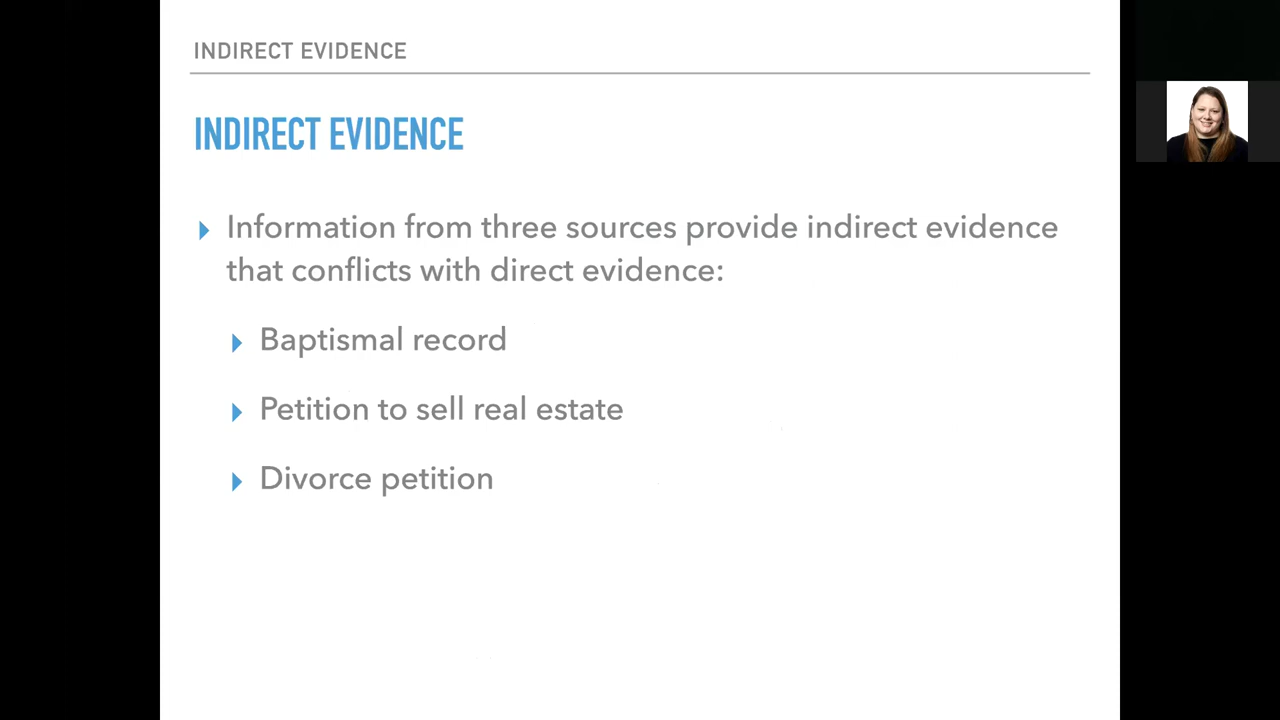 INDIRECT EVIDENCE
INDIRECT EVIDENCE
Information from three sources provide indirect evidence
that conflicts with direct evidence:
Baptismal record
Petition to sell real estate
Divorce petition